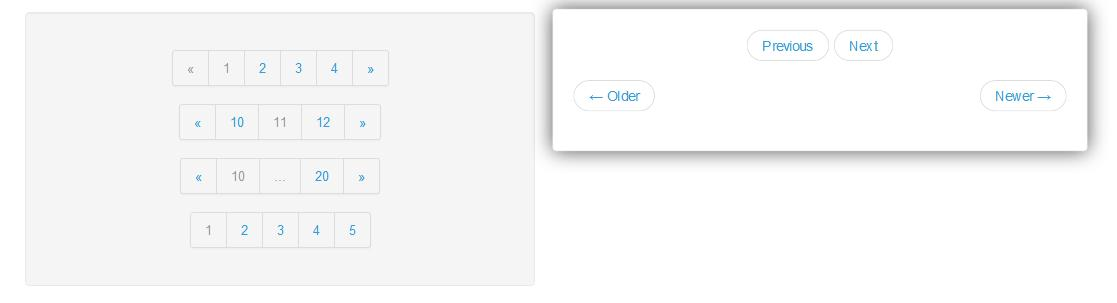 « 1 2 3 4 »
« 10 11 12 »
« 10 ... 20 »
1 2 3 4 5
Previous Next
← Older Newer →